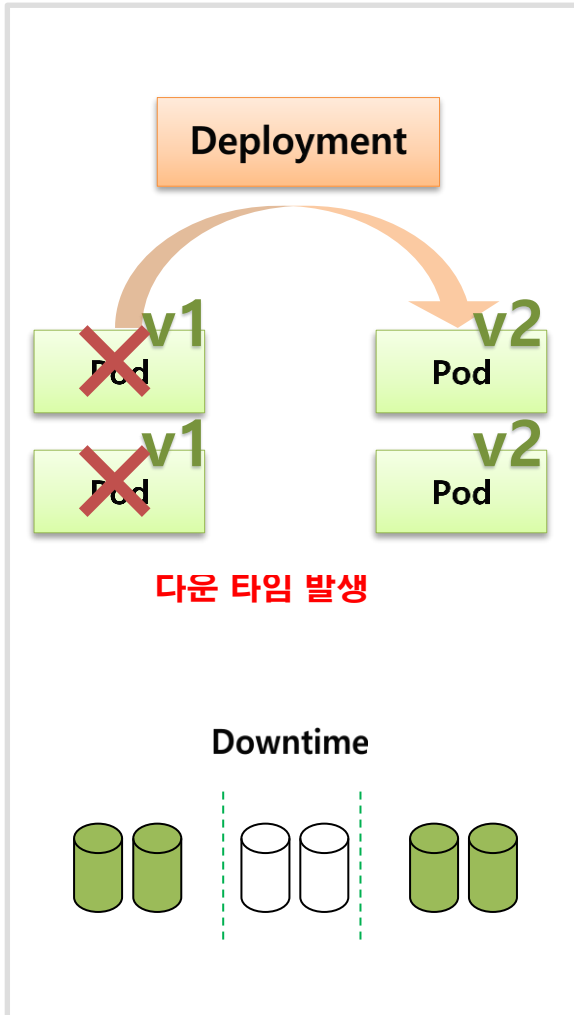 Deployment
v1
v2
Pod
Pod
v1
v2
Pod
Pod
다운 타임 발생
Downtime